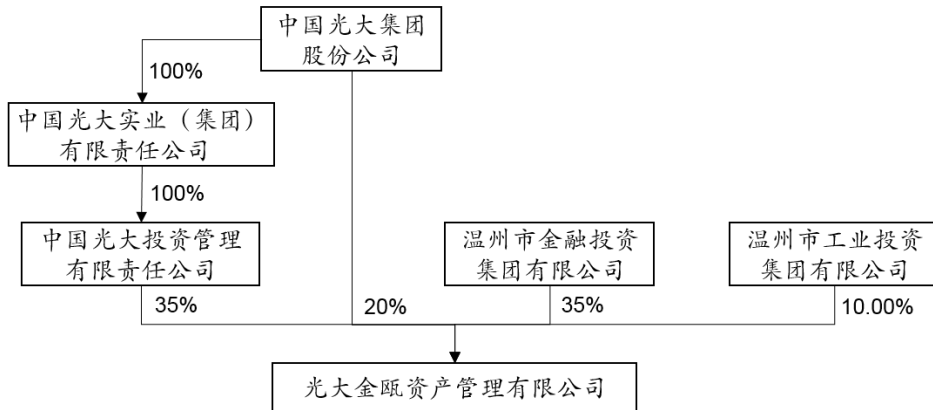 中国光大集团
股份公司
100%
中国光大实业（集团）
有限责任公司
100%
中国光大投资管理
有限责任公司
温州市金融投资
集团有限公司
温州市工业投资
集团有限公司
35%
20%
35%
10.00%
光大金瓯资产管理有限公司